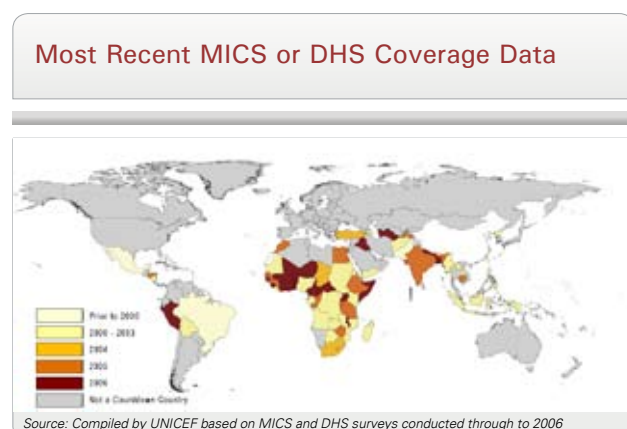 Most Recent MICS or DHS Coverage Data
Prior to 2000
2000 - 2003
2004
2005
2006
Not a Countdown Country
Source: Compiled by UNICEF based on MICS and DHS surveys conducted through to 2006